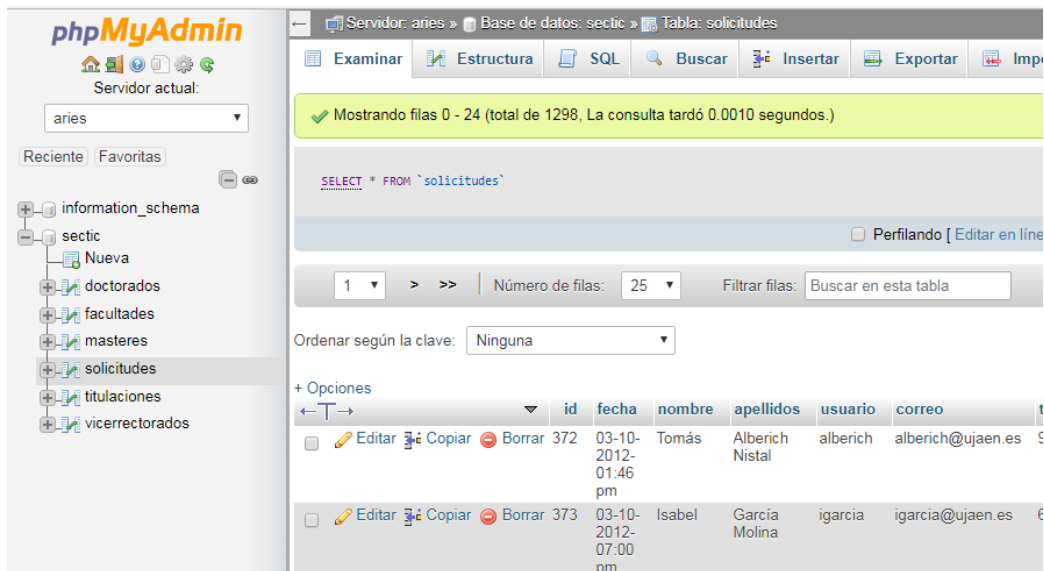 phpMyAdmin
Servidor actual:
aries
Reciente Favoritas
information_schema
sectic
Nueva
doctorados
facultades
masteres
solicitudes
titulaciones
vicerrectorados
Servidor: aries » Base de datos: sectic » Tabla: solicitudes
Examinar Estructura SQL Buscar Insertar Exportar Impo
Mostrando filas 0 - 24 (total de 1298, La consulta tardó 0.0010 segundos.)
SELECT * FROM `solicitudes`
Perfilando [ Editar en líne
1 > >> | Número de filas: 25 Filtrar filas: Buscar en esta tabla
Ordenar según la clave: Ninguna
+ Opciones
←T→ id fecha nombre apellidos usuario correo t
Editar Copiar Borrar 372 03-10- Tomás Alberich alberich alberich@ujaen.es 9
2012- Nistal
01:46
pm
Editar Copiar Borrar 373 03-10- Isabel García igarcia igarcia@ujaen.es 6
2012- Molina
07:00
pm